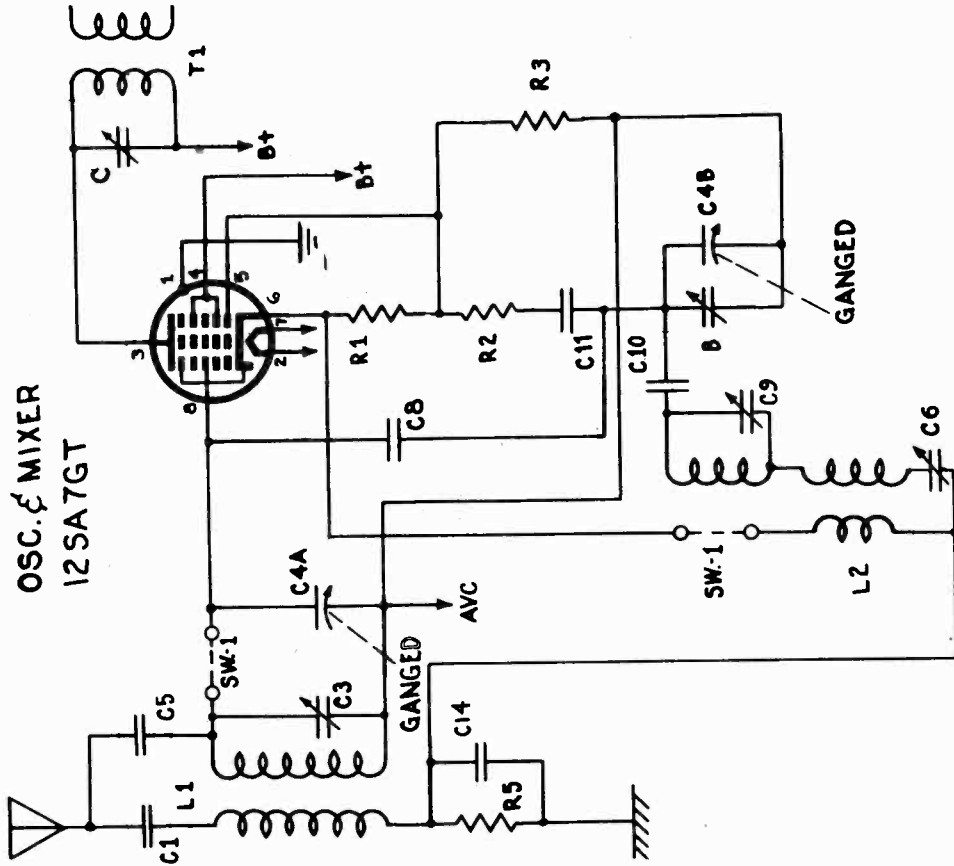 OSC. & MIXER
12SA7GT
T1
C
B+
B+
R3
1
4
5
3
8
6
7
2
R1
R2
C11
C8
C4B
GANGED
B
C10
C9
C6
SW.-1
L2
C4A
AVC
SW.-1
GANGED
C3
C5
L1
C1
C14
R5